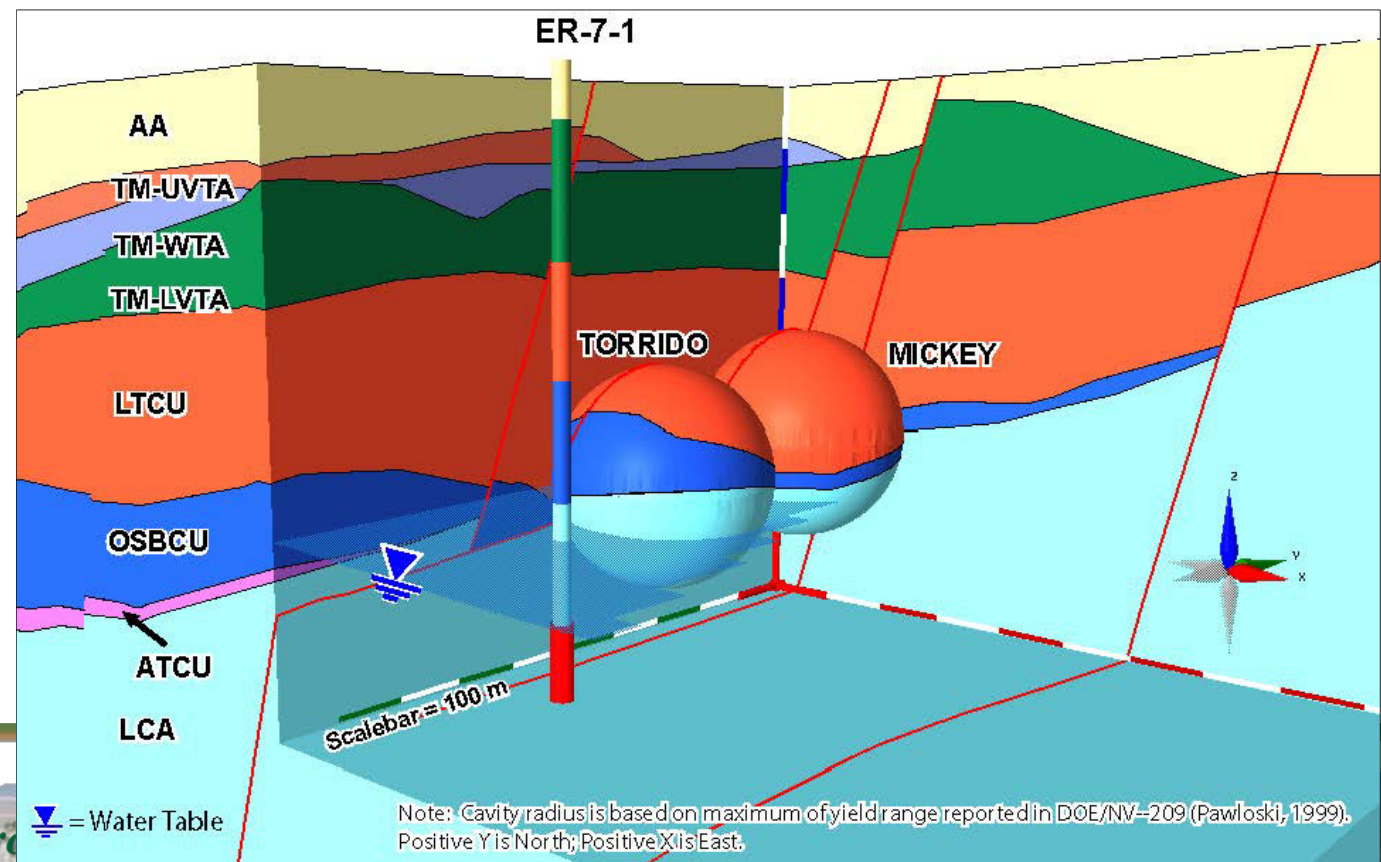 ER-7-1
AA
TM-UVTA
TM-WTA
TM-LVTA
TORRIDO
MICKEY
LTCU
OSBCU
ATCU
LCA
z
Y
X
Scalebar = 100 m
= Water Table
Note: Cavity radius is based on maximum of yield range reported in DOE/NV--209 (Pawloski, 1999).
Positive Y is North; Positive X is East.